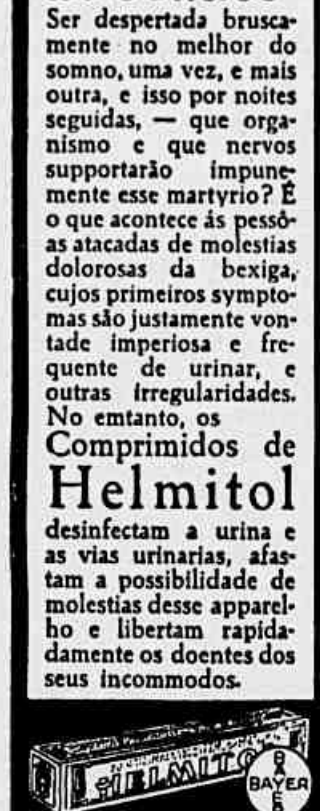 Ser despertada brusca-
mente no melhor do
somno, uma vez, e mais
outra, e isso por noites
seguidas, — que orga-
nismo e que nervos
supportarão impune-
mente esse martyrio? É
o que acontece ás pessô-
as atacadas de molestias
dolorosas da bexiga,
cujos primeiros sympto-
mas são justamente von-
tade imperiosa e fre-
quente de urinar, e
outras irregularidades.
No emtanto, os
Comprimidos de
Helmitol
desinfectam a urina e
as vias urinarias, afas-
tam a possibilidade de
molestias desse apparel-
ho e libertam rapida-
damente os doentes dos
seus incommodos.
HELMITOL
BAYER